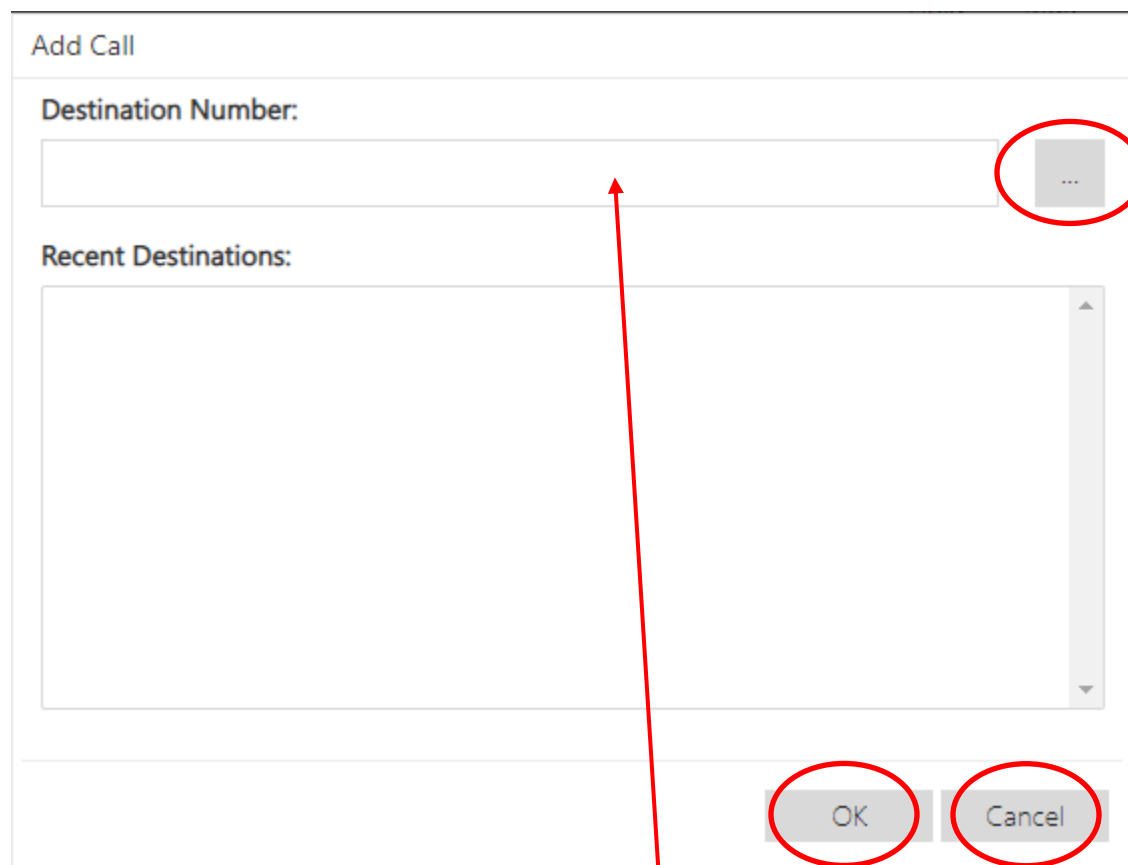 Add Call
Destination Number:
...
Recent Destinations:
OK
Cancel